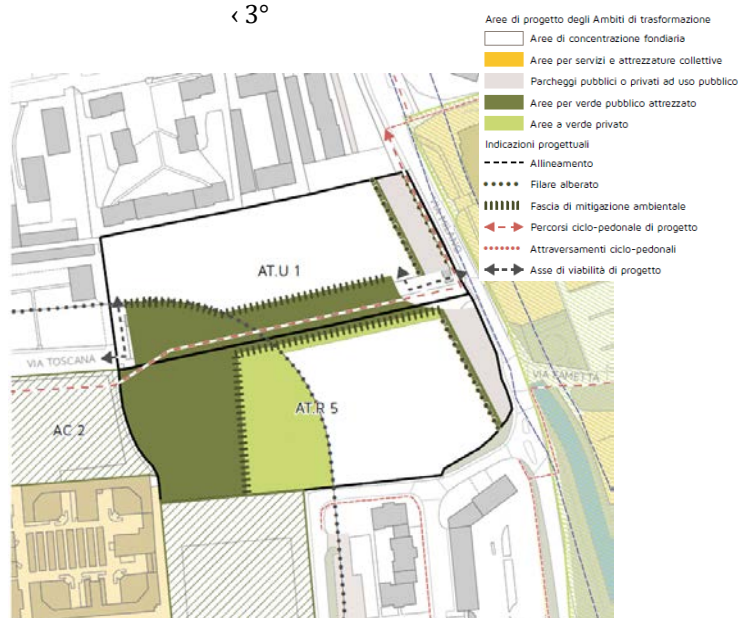 ‹ 3°
Aree di progetto degli Ambiti di trasformazione
Aree di concentrazione fondiaria
Aree per servizi e attrezzature collettive
Parcheggi pubblici o privati ad uso pubblico
Aree per verde pubblico attrezzato
Aree a verde privato
Indicazioni progettuali
Allineamento
Filare alberato
Fascia di mitigazione ambientale
Percorsi ciclo-pedonale di progetto
Attraversamenti ciclo-pedonali
Asse di viabilità di progetto
VIA MILANO
AT.U 1
VIA TOSCANA
VIA FAMETTA
AT.R 5
AC 2